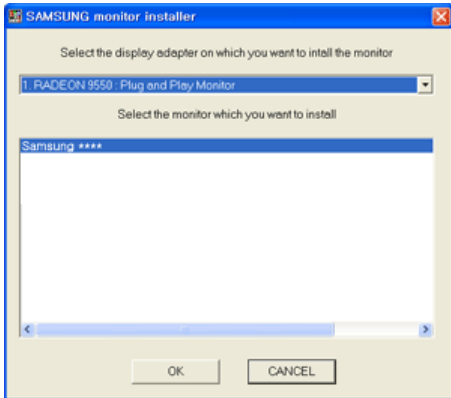 SAMSUNG monitor installer
Select the display adapter on which you want to intall the monitor
1. RADEON 9550 : Plug and Play Monitor
Select the monitor which you want to install
Samsung ****
OK
CANCEL